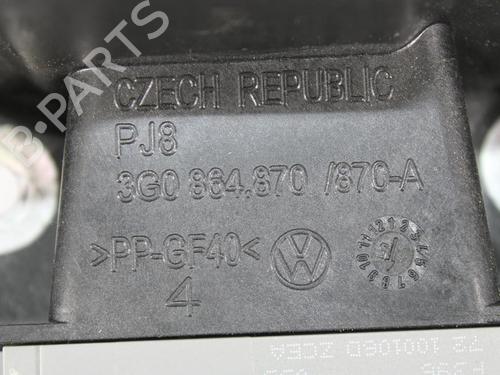 B-PARTS
CZECH REPUBLIC
PJ8
3G0 864.870 /870-A
>PP-GF40<
4